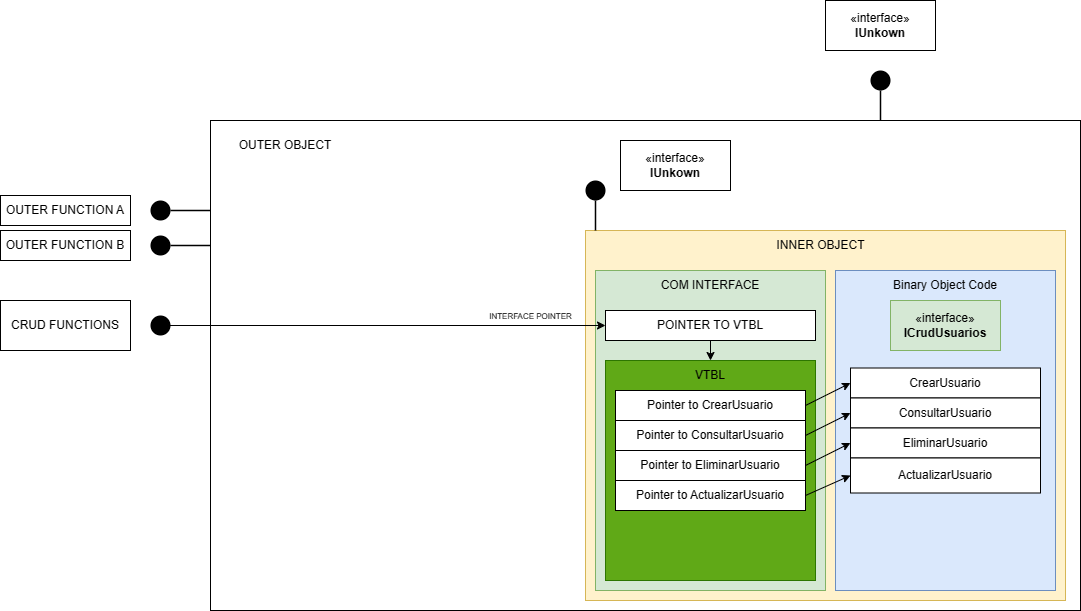 «interface»
IUnkown
OUTER OBJECT
«interface»
IUnkown
OUTER FUNCTION A
OUTER FUNCTION B
CRUD FUNCTIONS
INTERFACE POINTER
INNER OBJECT
COM INTERFACE
POINTER TO VTBL
VTBL
Pointer to CrearUsuario
Pointer to ConsultarUsuario
Pointer to EliminarUsuario
Pointer to ActualizarUsuario
Binary Object Code
«interface»
ICrudUsuarios
CrearUsuario
ConsultarUsuario
EliminarUsuario
ActualizarUsuario